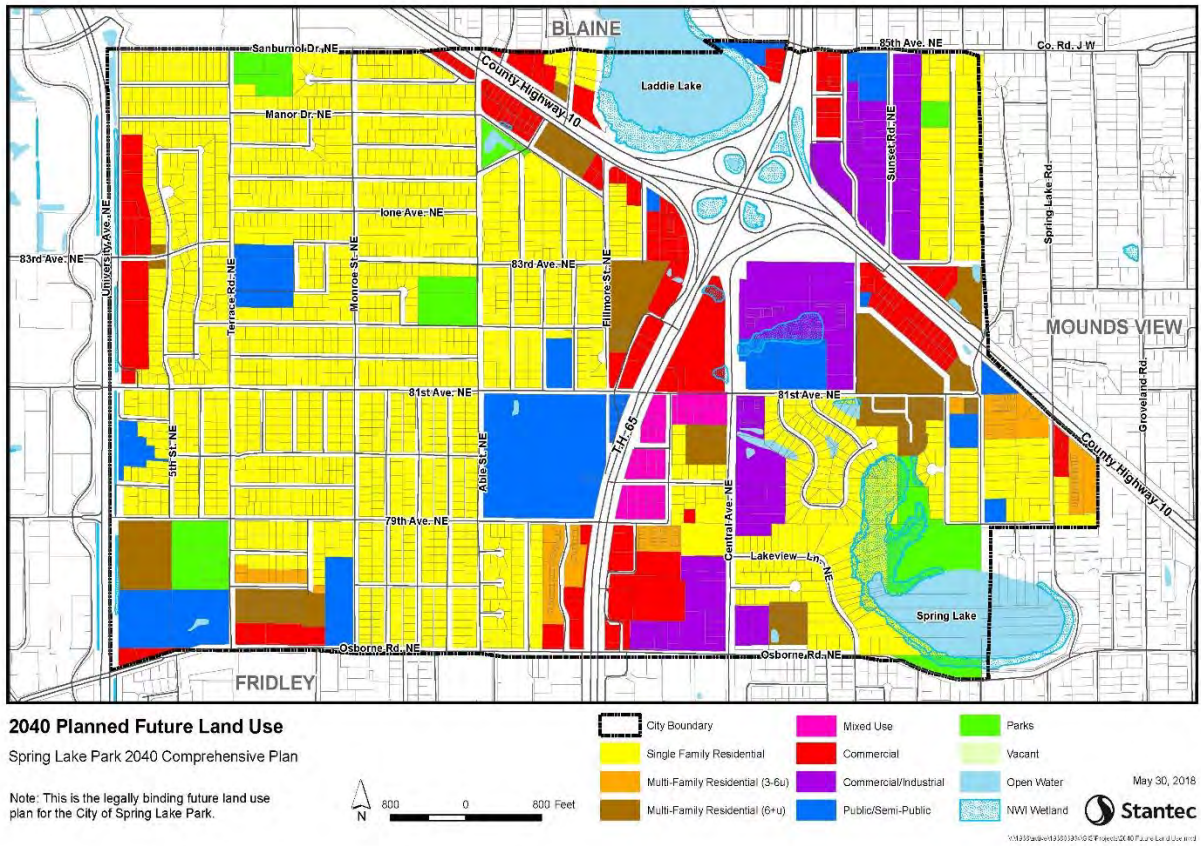 BLAINE
Sanburnol Dr. NE
85th Ave. NE
Co. Rd. J W
County Highway 10
Laddie Lake
Manor Dr. NE
Sunset Rd. NE
Spring Lake Rd
University Ave. NE
Ione Ave. NE
83rd Ave. NE
83rd Ave. NE
Terrace Rd. NE
Monroe St. NE
Fillmore St. NE
MOUNDS VIEW
Groveland Rd.
81st Ave. NE
81st Ave. NE
T.H. 65
5th St. NE
Able St. NE
Central Ave. NE
County Highway 10
79th Ave. NE
Lakeview Ln. NE
Spring Lake
Osborne Rd. NE
Osborne Rd. NE
FRIDLEY
2040 Planned Future Land Use
Spring Lake Park 2040 Comprehensive Plan
Note: This is the legally binding future land use
plan for the City of Spring Lake Park.
N
800 0 800 Feet
City Boundary
Single Family Residential
Multi-Family Residential (3-6u)
Multi-Family Residential (6+u)
Mixed Use
Commercial
Commercial/Industrial
Public/Semi-Public
Parks
Vacant
Open Water
NWI Wetland
May 30, 2018
Stantec